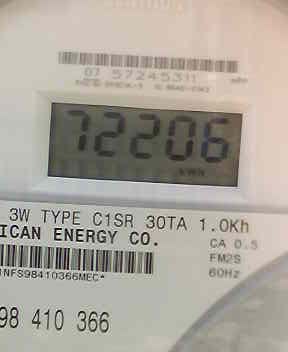 07 57245311
72206
kWh
3W TYPE C1SR 30TA 1.0Kh
ICAN ENERGY CO.
CA 0.5
FM2S
60Hz
1NFS98410366MEC*
98 410 366